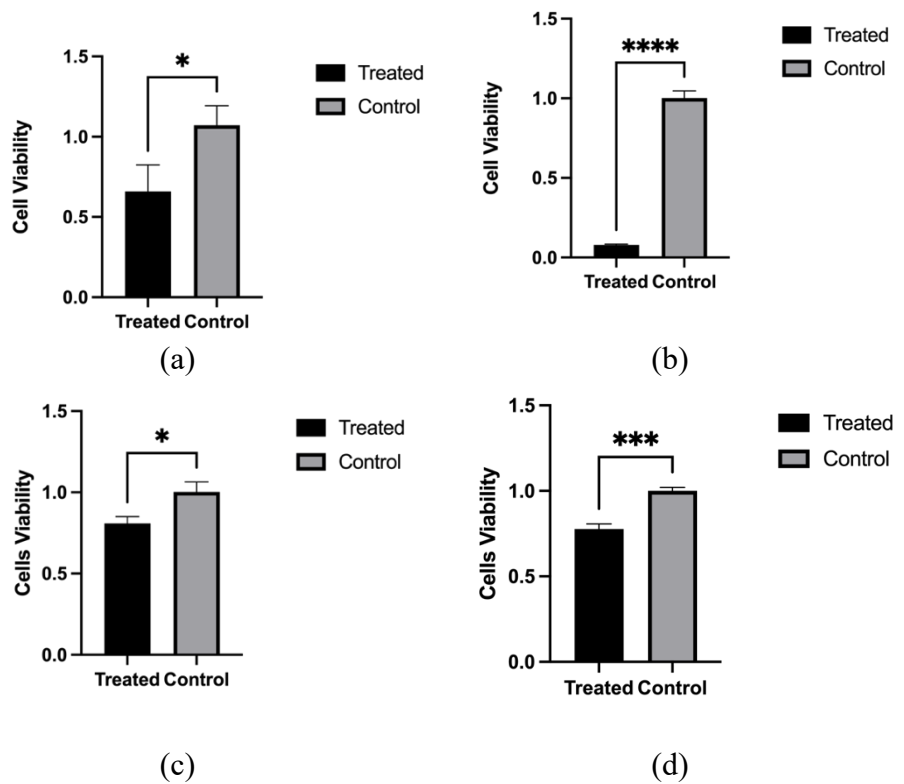 1.5
1.0
0.5
0.0
Cell Viability
*
Treated
Control
Treated Control
(a)
1.5
1.0
0.5
0.0
Cell Viability
****
Treated
Control
Treated Control
(b)
1.5
1.0
0.5
0.0
Cells Viability
*
Treated
Control
Treated Control
(c)
1.5
1.0
0.5
0.0
Cells Viability
***
Treated
Control
Treated Control
(d)